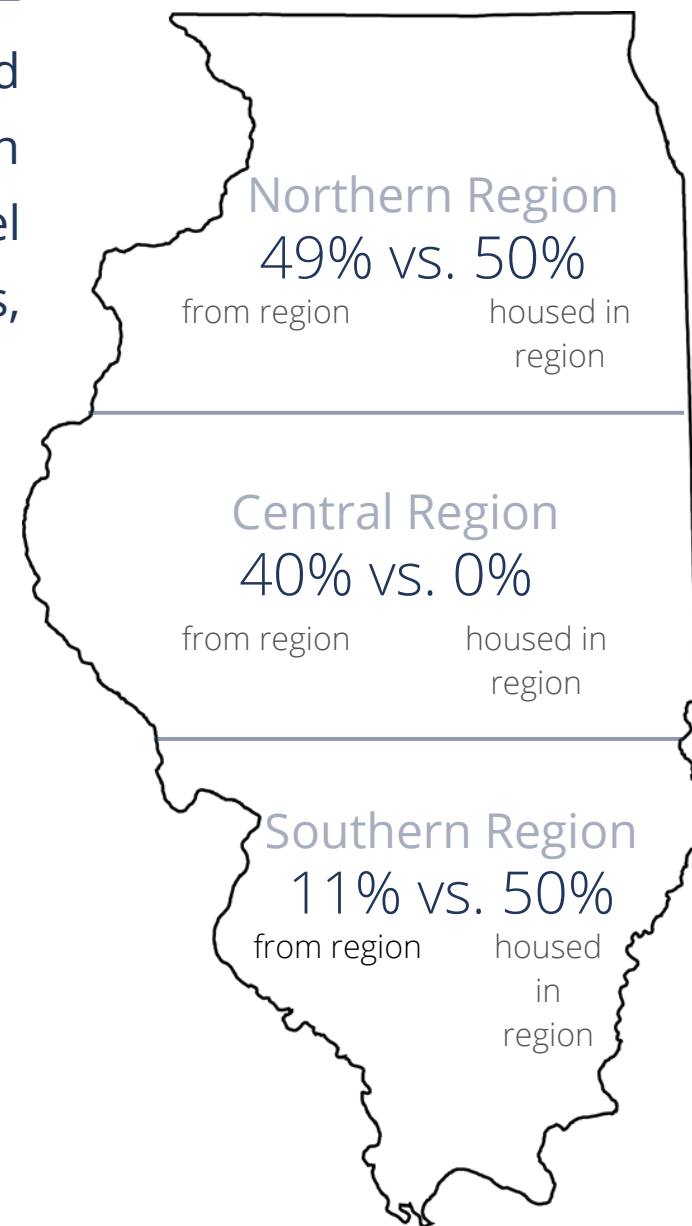 d
n
el
s,
Northern Region
49% vs. 50%
from region housed in
region
Central Region
40% vs. 0%
from region housed in
region
Southern Region
11% vs. 50%
from region housed
in
region